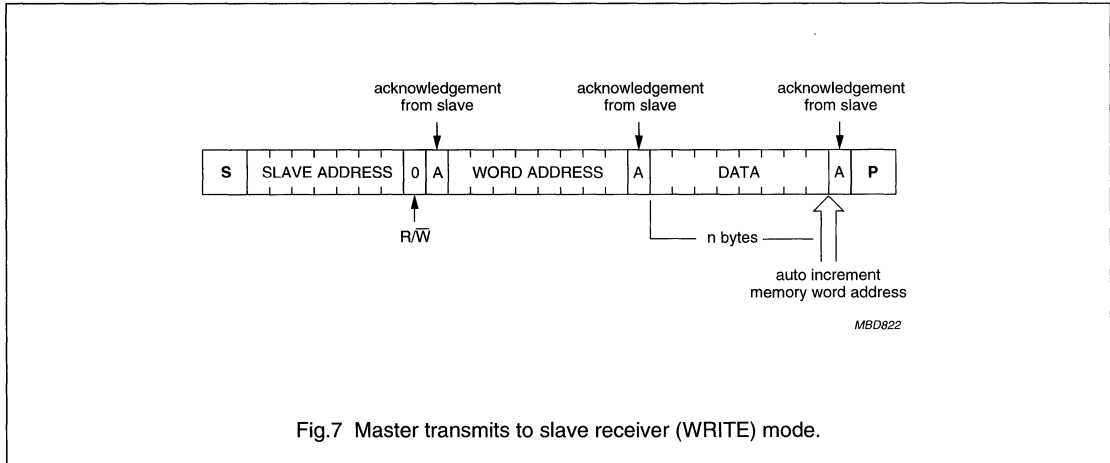 acknowledgement acknowledgement acknowledgement
from slave from slave from slave
S SLAVE ADDRESS 0 A WORD ADDRESS A DATA A P
R/W̅
n bytes
auto increment
memory word address
MBD822
Fig.7 Master transmits to slave receiver (WRITE) mode.